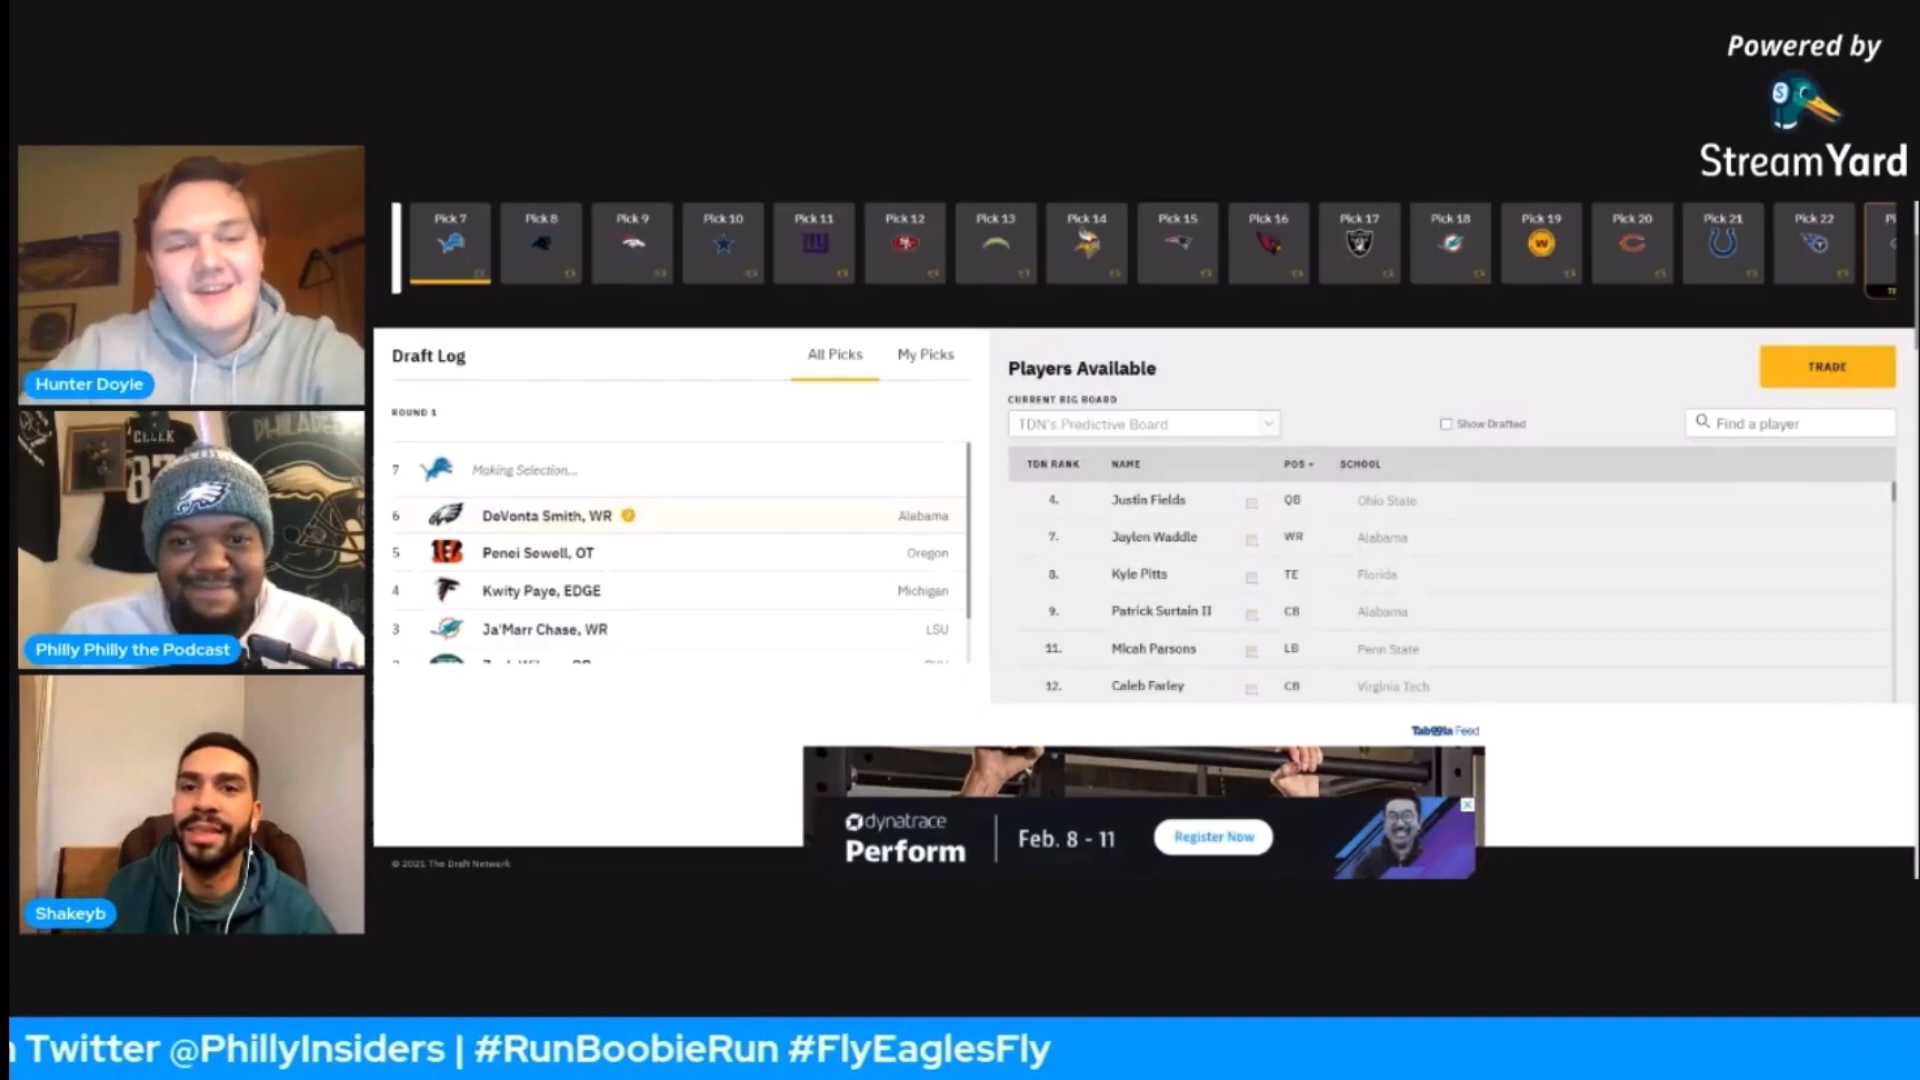 Powered by
StreamYard
Pick 7
Pick 8
Pick 9
Pick 10
Pick 11
Pick 12
Pick 13
Pick 14
Pick 15
Pick 16
Pick 17
Pick 18
Pick 19
Pick 20
Pick 21
Pick 22
Draft Log
All Picks
My Picks
ROUND 1
7 Making Selection...
6 DeVonta Smith, WR Alabama
5 Penei Sewell, OT Oregon
4 Kwity Paye, EDGE Michigan
3 Ja'Marr Chase, WR LSU
Players Available
TRADE
CURRENT BIG BOARD
TDN's Predictive Board
Show Drafted
Find a player
TDN RANK NAME POS SCHOOL
4. Justin Fields QB Ohio State
7. Jaylen Waddle WR Alabama
8. Kyle Pitts TE Florida
9. Patrick Surtain II CB Alabama
11. Micah Parsons LB Penn State
12. Caleb Farley CB Virginia Tech
Taboola Feed
dynatrace
Perform
Feb. 8 - 11
Register Now
© 2021 The Draft Network
Hunter Doyle
CELEK
87
PHILADE
Eagles
Philly Philly the Podcast
Shakeyb
Twitter @PhillyInsiders | #RunBoobieRun #FlyEaglesFly